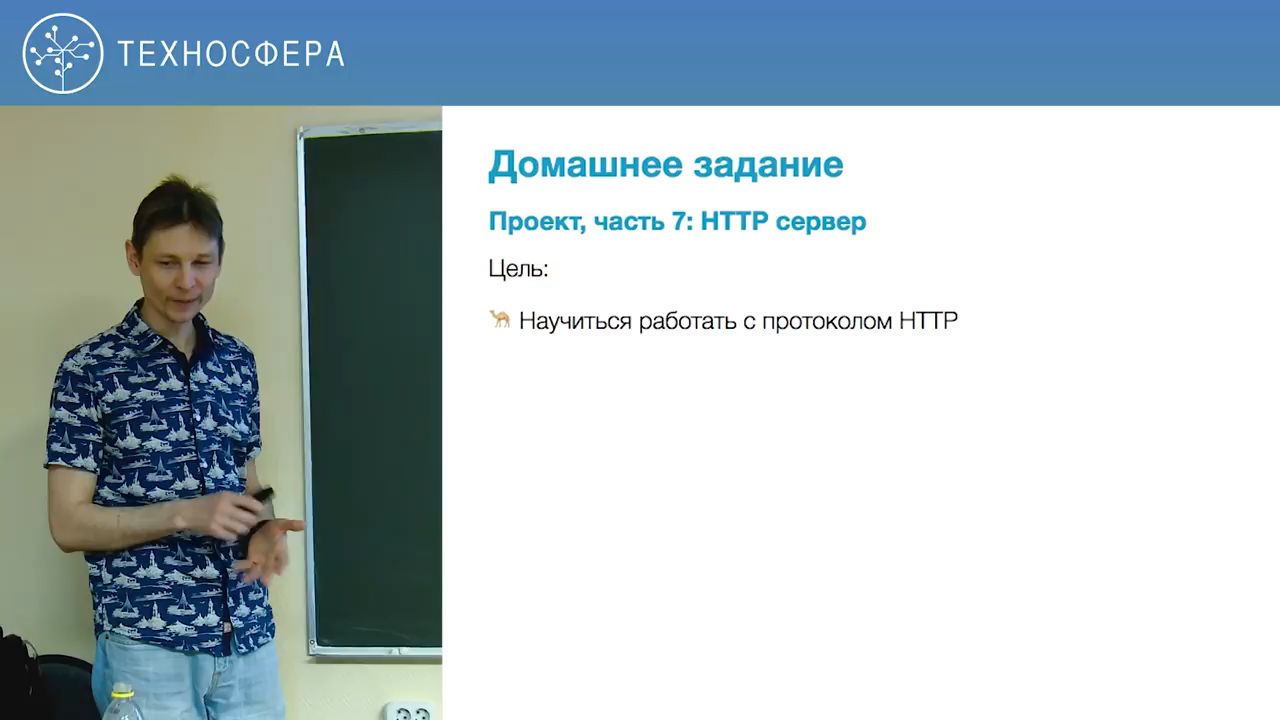 ТЕХНОСФЕРА
Домашнее задание
Проект, часть 7: HTTP сервер
Цель:
🐪 Научиться работать с протоколом HTTP